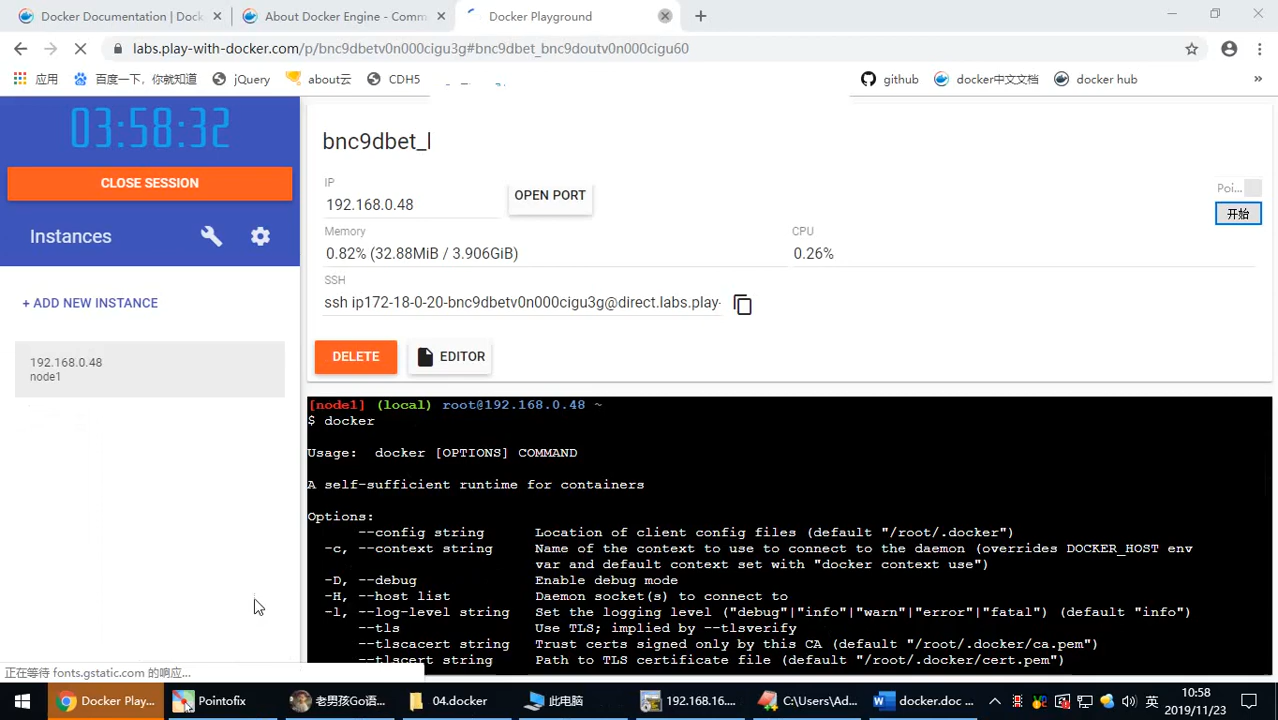 Docker Documentation | Dock
About Docker Engine - Comm
Docker Playground
labs.play-with-docker.com/p/bnc9dbetv0n000cigu3g#bnc9dbet_bnc9doutv0n000cigu60
应用
百度一下，你就知道
jQuery
about云
CDH5
github
docker中文文档
docker hub
03:58:32
CLOSE SESSION
Instances
+ ADD NEW INSTANCE
192.168.0.48
node1
bnc9dbet_l
IP
192.168.0.48
OPEN PORT
Poi...
开始
Memory
0.82% (32.88MiB / 3.906GiB)
CPU
0.26%
SSH
ssh ip172-18-0-20-bnc9dbetv0n000cigu3g@direct.labs.play-
DELETE
EDITOR
[node1] (local) root@192.168.0.48 ~
$ docker
Usage:  docker [OPTIONS] COMMAND
A self-sufficient runtime for containers
Options:
--config string Location of client config files (default "/root/.docker")
-c, --context string Name of the context to use to connect to the daemon (overrides DOCKER_HOST env
var and default context set with "docker context use")
-D, --debug Enable debug mode
-H, --host list Daemon socket(s) to connect to
-l, --log-level string Set the logging level ("debug"|"info"|"warn"|"error"|"fatal") (default "info")
--tls Use TLS; implied by --tlsverify
--tlscacert string Trust certs signed only by this CA (default "/root/.docker/ca.pem")
--tlscert string Path to TLS certificate file (default "/root/.docker/cert.pem")
正在等待 fonts.gstatic.com 的响应...
Docker Play...
Pointofix
老男孩Go语...
04.docker
此电脑
192.168.16....
C:\Users\Ad...
docker.doc ...
英
10:58
2019/11/23